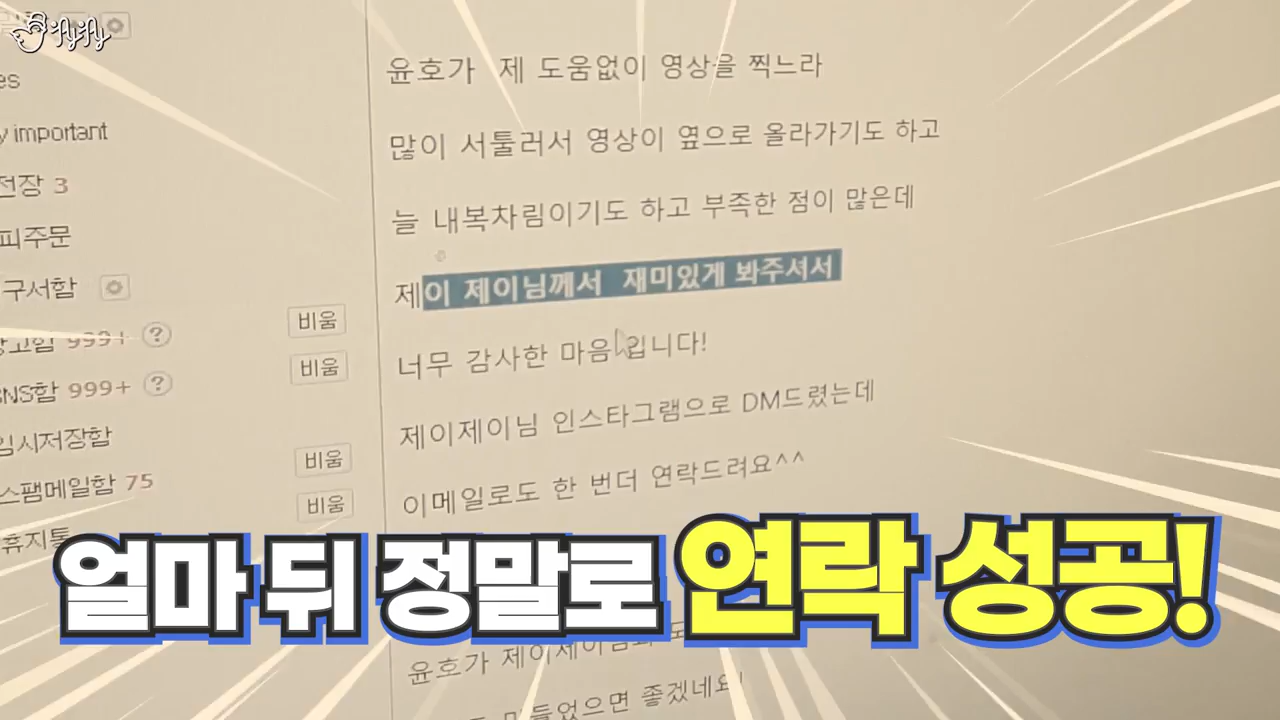 es
y important
전장 3
피주문
구서함
999+ ?
비움
NS함 999+ ?
비움
임시저장함
스팸메일함 75
비움
휴지통
비움
윤호가 제 도움없이 영상을 찍느라
많이 서툴러서 영상이 옆으로 올라가기도 하고
늘 내복차림이기도 하고 부족한 점이 많은데
제이 제이님께서 재미있게 봐주셔서
너무 감사한 마음 입니다!
제이제이님 인스타그램으로 DM드렸는데
이메일로도 한 번더 연락드려요^^
얼마 뒤 정말로 연락 성공!
윤호가 제이제이님과
만들었으면 좋겠네요!